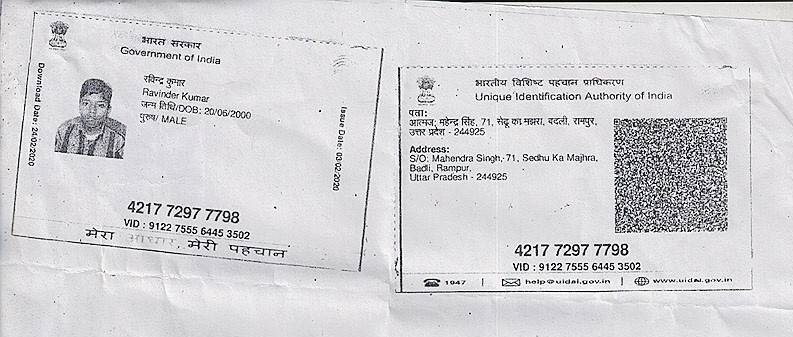 भारत सरकार
Government of India
Download Date: 24/02/2020
रविन्द्र कुमार
Ravinder Kumar
जन्म तिथि/DOB: 20/06/2000
पुरुष/ MALE
Issue Date: 03/02/2020
4217 7297 7798
VID : 9122 7555 6445 3502
मेरा आधार, मेरी पहचान
भारतीय विशिष्ट पहचान प्राधिकरण
Unique Identification Authority of India
पता:
आत्मज: महेन्द्र सिंह, 71, सेढू का मझरा, बदली, रामपुर,
उत्तर प्रदेश - 244925
Address:
S/O: Mahendra Singh, 71, Sedhu Ka Majhra,
Badli, Rampur,
Uttar Pradesh - 244925
4217 7297 7798
VID : 9122 7555 6445 3502
1947 | help@uidai.gov.in | www.uidai.gov.in